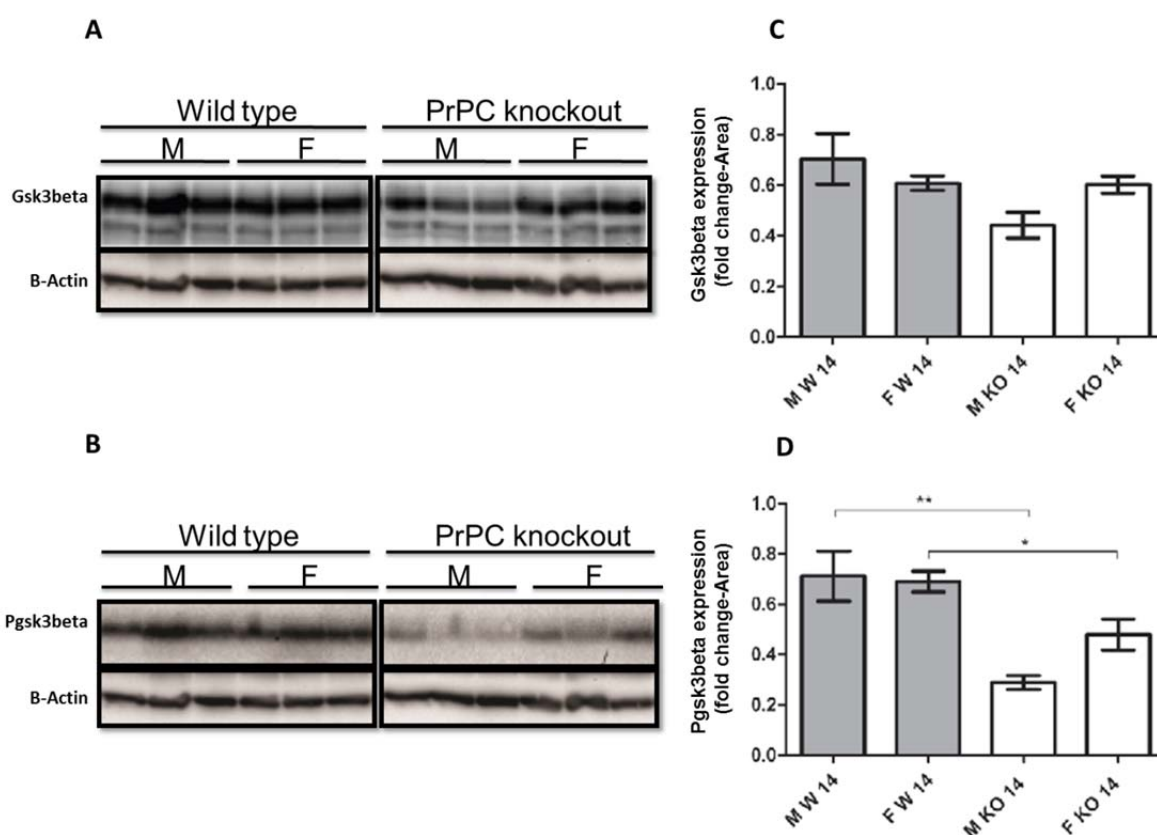 A
Wild type
PrPC knockout
M
F
M
F
Gsk3beta
B-Actin
C
Gsk3beta expression
(fold change-Area)
1.0
0.8
0.6
0.4
0.2
0.0
M W 14
F W 14
M KO 14
F KO 14
B
Wild type
PrPC knockout
M
F
M
F
Pgsk3beta
B-Actin
D
Pgsk3beta expression
(fold change-Area)
1.0
0.8
0.6
0.4
0.2
0.0
**
*
M W 14
F W 14
M KO 14
F KO 14